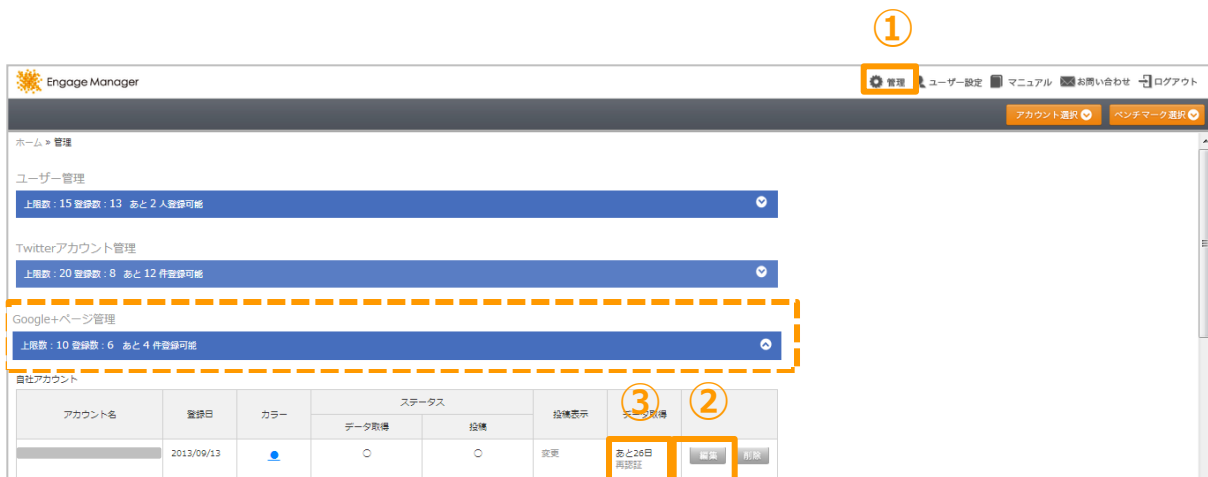 ①
Engage Manager
管理 ユーザー設定 マニュアル お問い合わせ ログアウト
アカウント選択 ベンチマーク選択
ホーム » 管理
ユーザー管理
上限数:15 登録数:13 あと2人登録可能
Twitterアカウント管理
上限数:20 登録数:8 あと12件登録可能
Google+ページ管理
上限数:10 登録数:6 あと4件登録可能
自社アカウント
アカウント名 登録日 カラー ステータス 投稿表示 データ取得
データ取得 投稿
③ ②
2013/09/13 ○ ○ 変更 あと26日 編集 削除
再認証